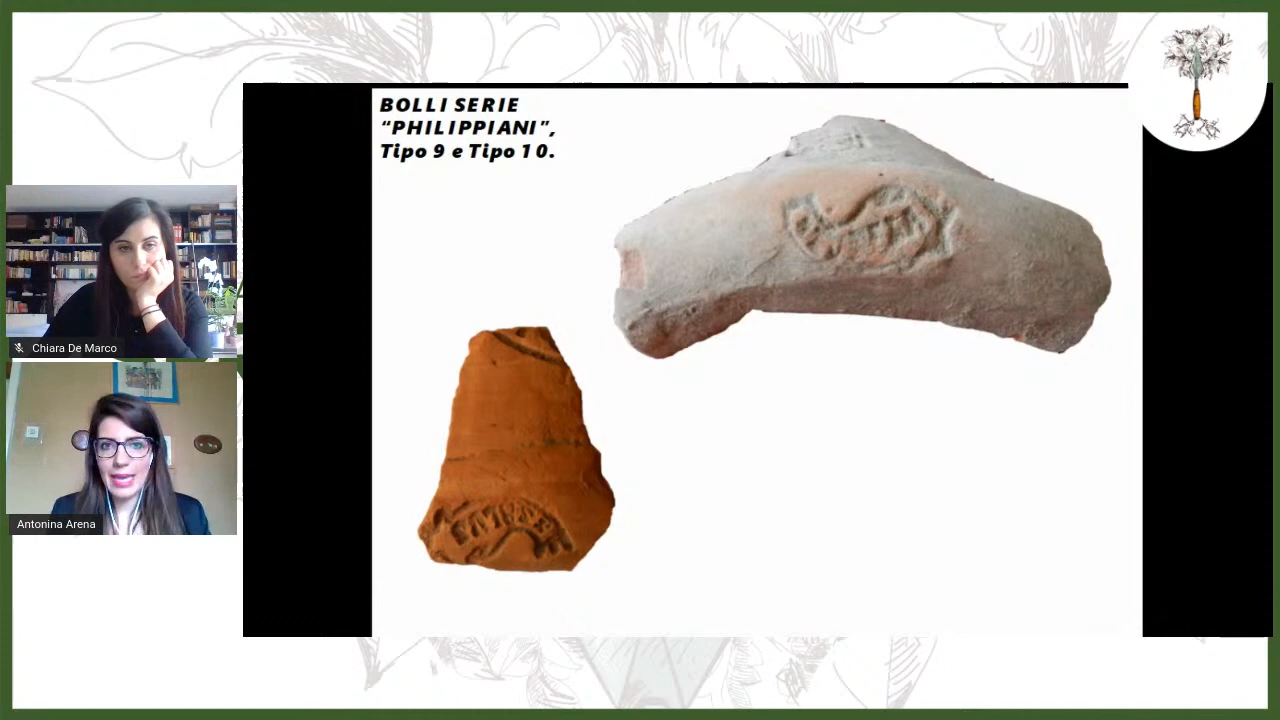 BOLLI SERIE
“PHILIPPIANI”,
Tipo 9 e Tipo 10.
Chiara De Marco
Antonina Arena